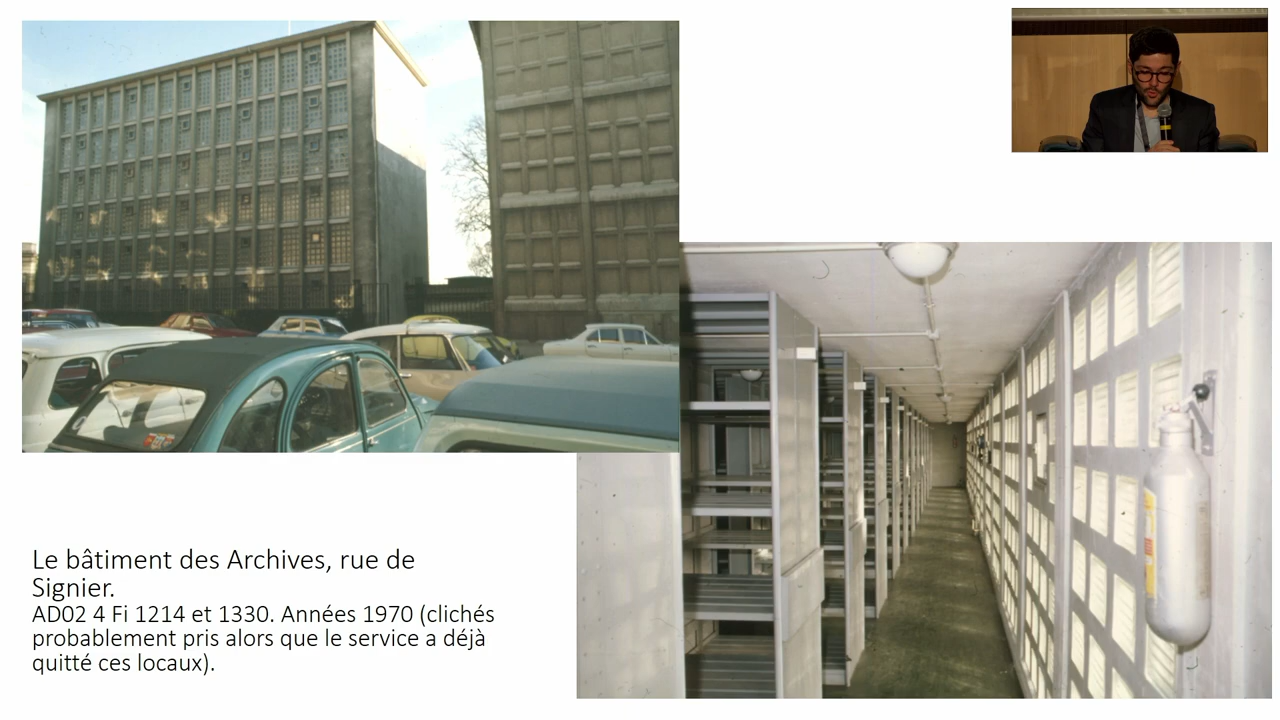 Le bâtiment des Archives, rue de
Signier.
AD02 4 Fi 1214 et 1330. Années 1970 (clichés
probablement pris alors que le service a déjà
quitté ces locaux).